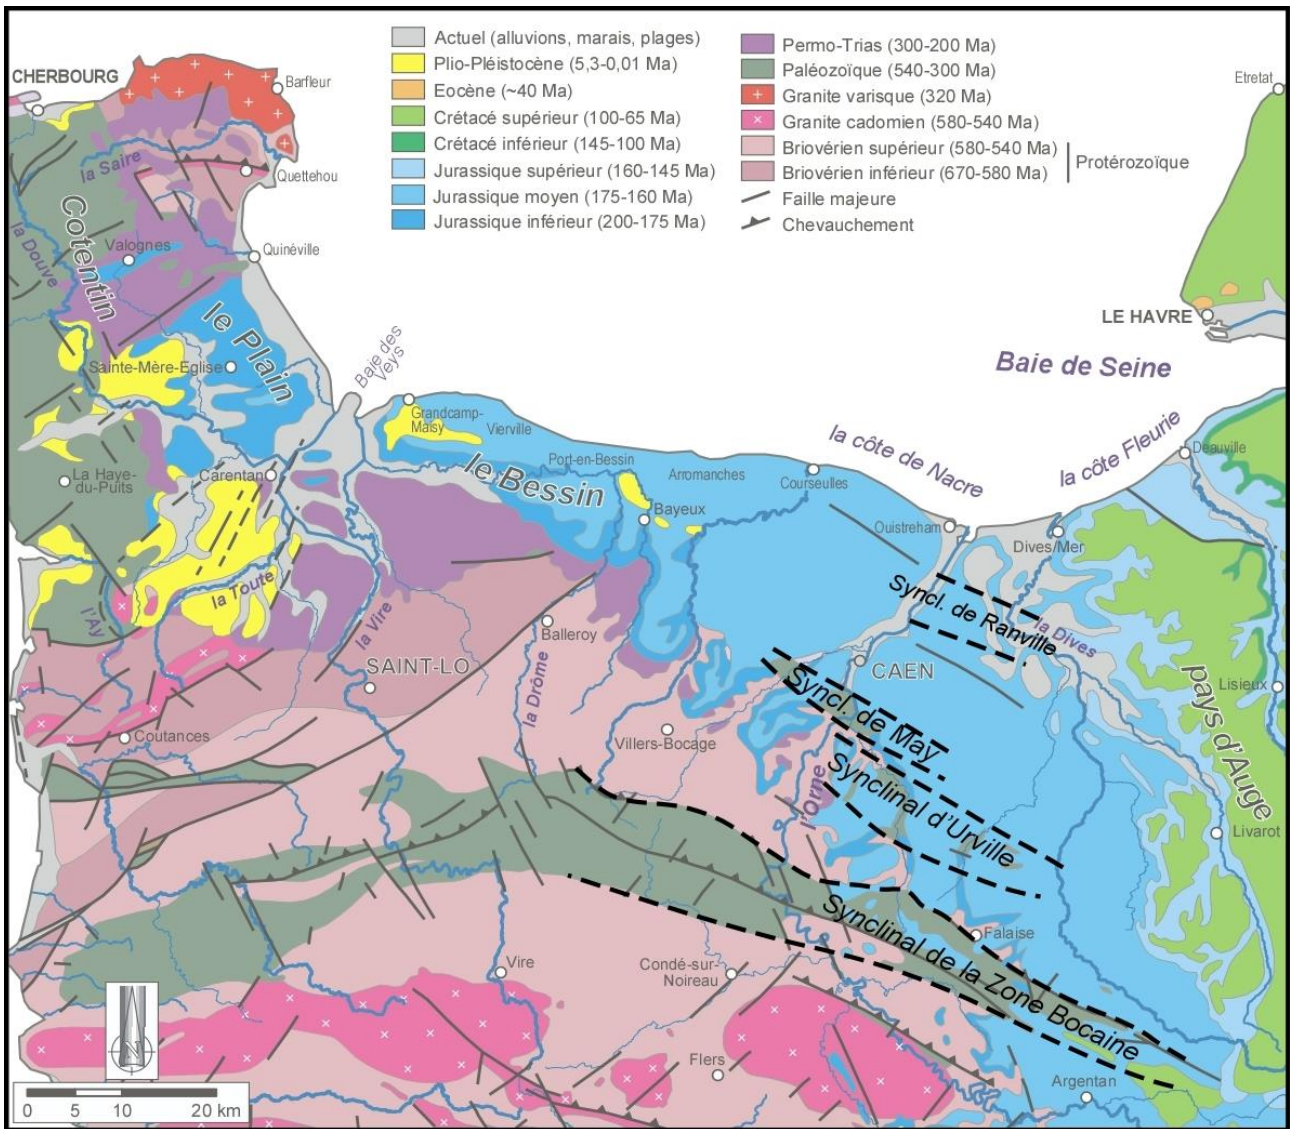 Actuel (alluvions, marais, plages)
Plio-Pléistocène (5,3-0,01 Ma)
Eocène (~40 Ma)
Crétacé supérieur (100-65 Ma)
Crétacé inférieur (145-100 Ma)
Jurassique supérieur (160-145 Ma)
Jurassique moyen (175-160 Ma)
Jurassique inférieur (200-175 Ma)
Permo-Trias (300-200 Ma)
Paléozoïque (540-300 Ma)
Granite varisque (320 Ma)
Granite cadomien (580-540 Ma)
Briovérien supérieur (580-540 Ma)
Briovérien inférieur (670-580 Ma)
Protérozoïque
Faille majeure
Chevauchement
CHERBOURG
Barfleur
Etretat
la Saire
Quettehou
Cotentin
la Douve
Valognes
Quinéville
le Plain
LE HAVRE
Baie des
Veys
Baie de Seine
Sainte-Mère-Eglise
Grandcamp-
Maisy
Vierville
la côte de Nacre
la côte Fleurie
Deauville
La Haye-
du-Puits
Carentan
le Bessin
Port-en-Bessin
Arromanches
Courseulles
Bayeux
Ouistreham
Dives/Mer
l'Ay
la Toute
la Vire
Balleroy
Syncl. de Ranville
la Dives
SAINT-LO
la Drôme
CAEN
Lisieux
pays d'Auge
Coutances
Villers-Bocage
Syncl. de May
l'Orne
Synclinal d'Urville
Livarot
Synclinal de la Zone Bocaine
Falaise
Vire
Condé-sur-
Noireau
Flers
Argentan
N
0 5 10 20 km